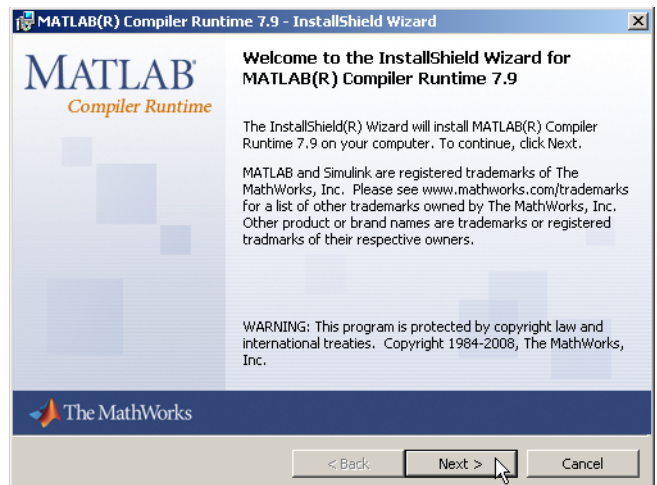 MATLAB(R) Compiler Runtime 7.9 - InstallShield Wizard
MATLAB®
Compiler Runtime
Welcome to the InstallShield Wizard for
MATLAB(R) Compiler Runtime 7.9
The InstallShield(R) Wizard will install MATLAB(R) Compiler
Runtime 7.9 on your computer. To continue, click Next.
MATLAB and Simulink are registered trademarks of The
MathWorks, Inc. Please see www.mathworks.com/trademarks
for a list of other trademarks owned by The MathWorks, Inc.
Other product or brand names are trademarks or registered
tradmarks of their respective owners.
WARNING: This program is protected by copyright law and
international treaties. Copyright 1984-2008, The MathWorks,
Inc.
The MathWorks
< Back
Next >
Cancel